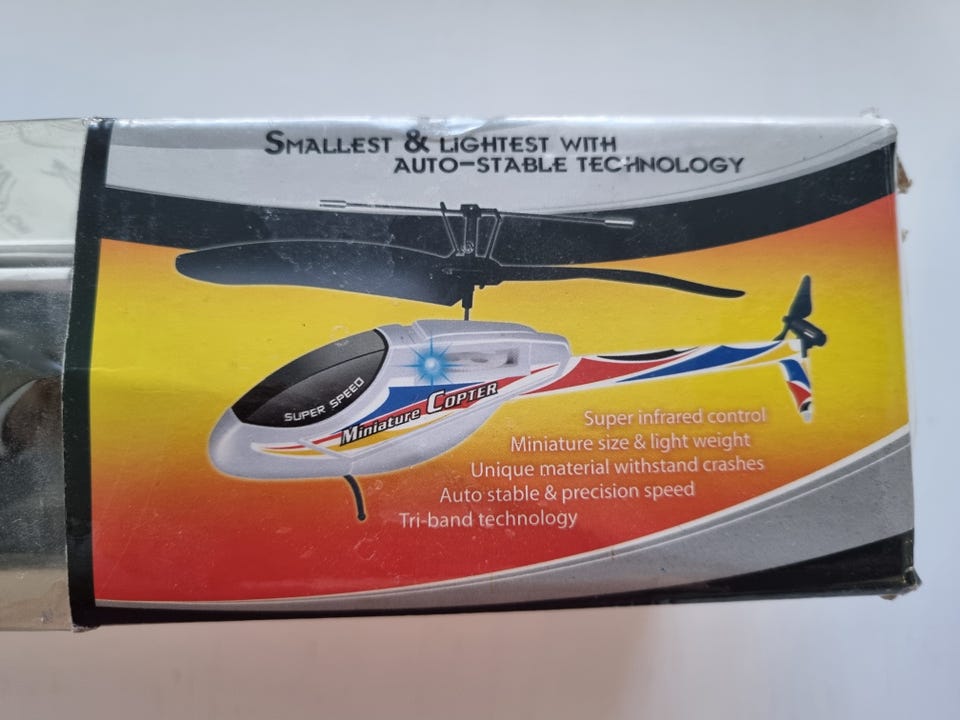 SMALLEST & LIGHTEST WITH
AUTO-STABLE TECHNOLOGY
SUPER SPEED
Miniature COPTER
Super infrared control
Miniature size & light weight
Unique material withstand crashes
Auto stable & precision speed
Tri-band technology